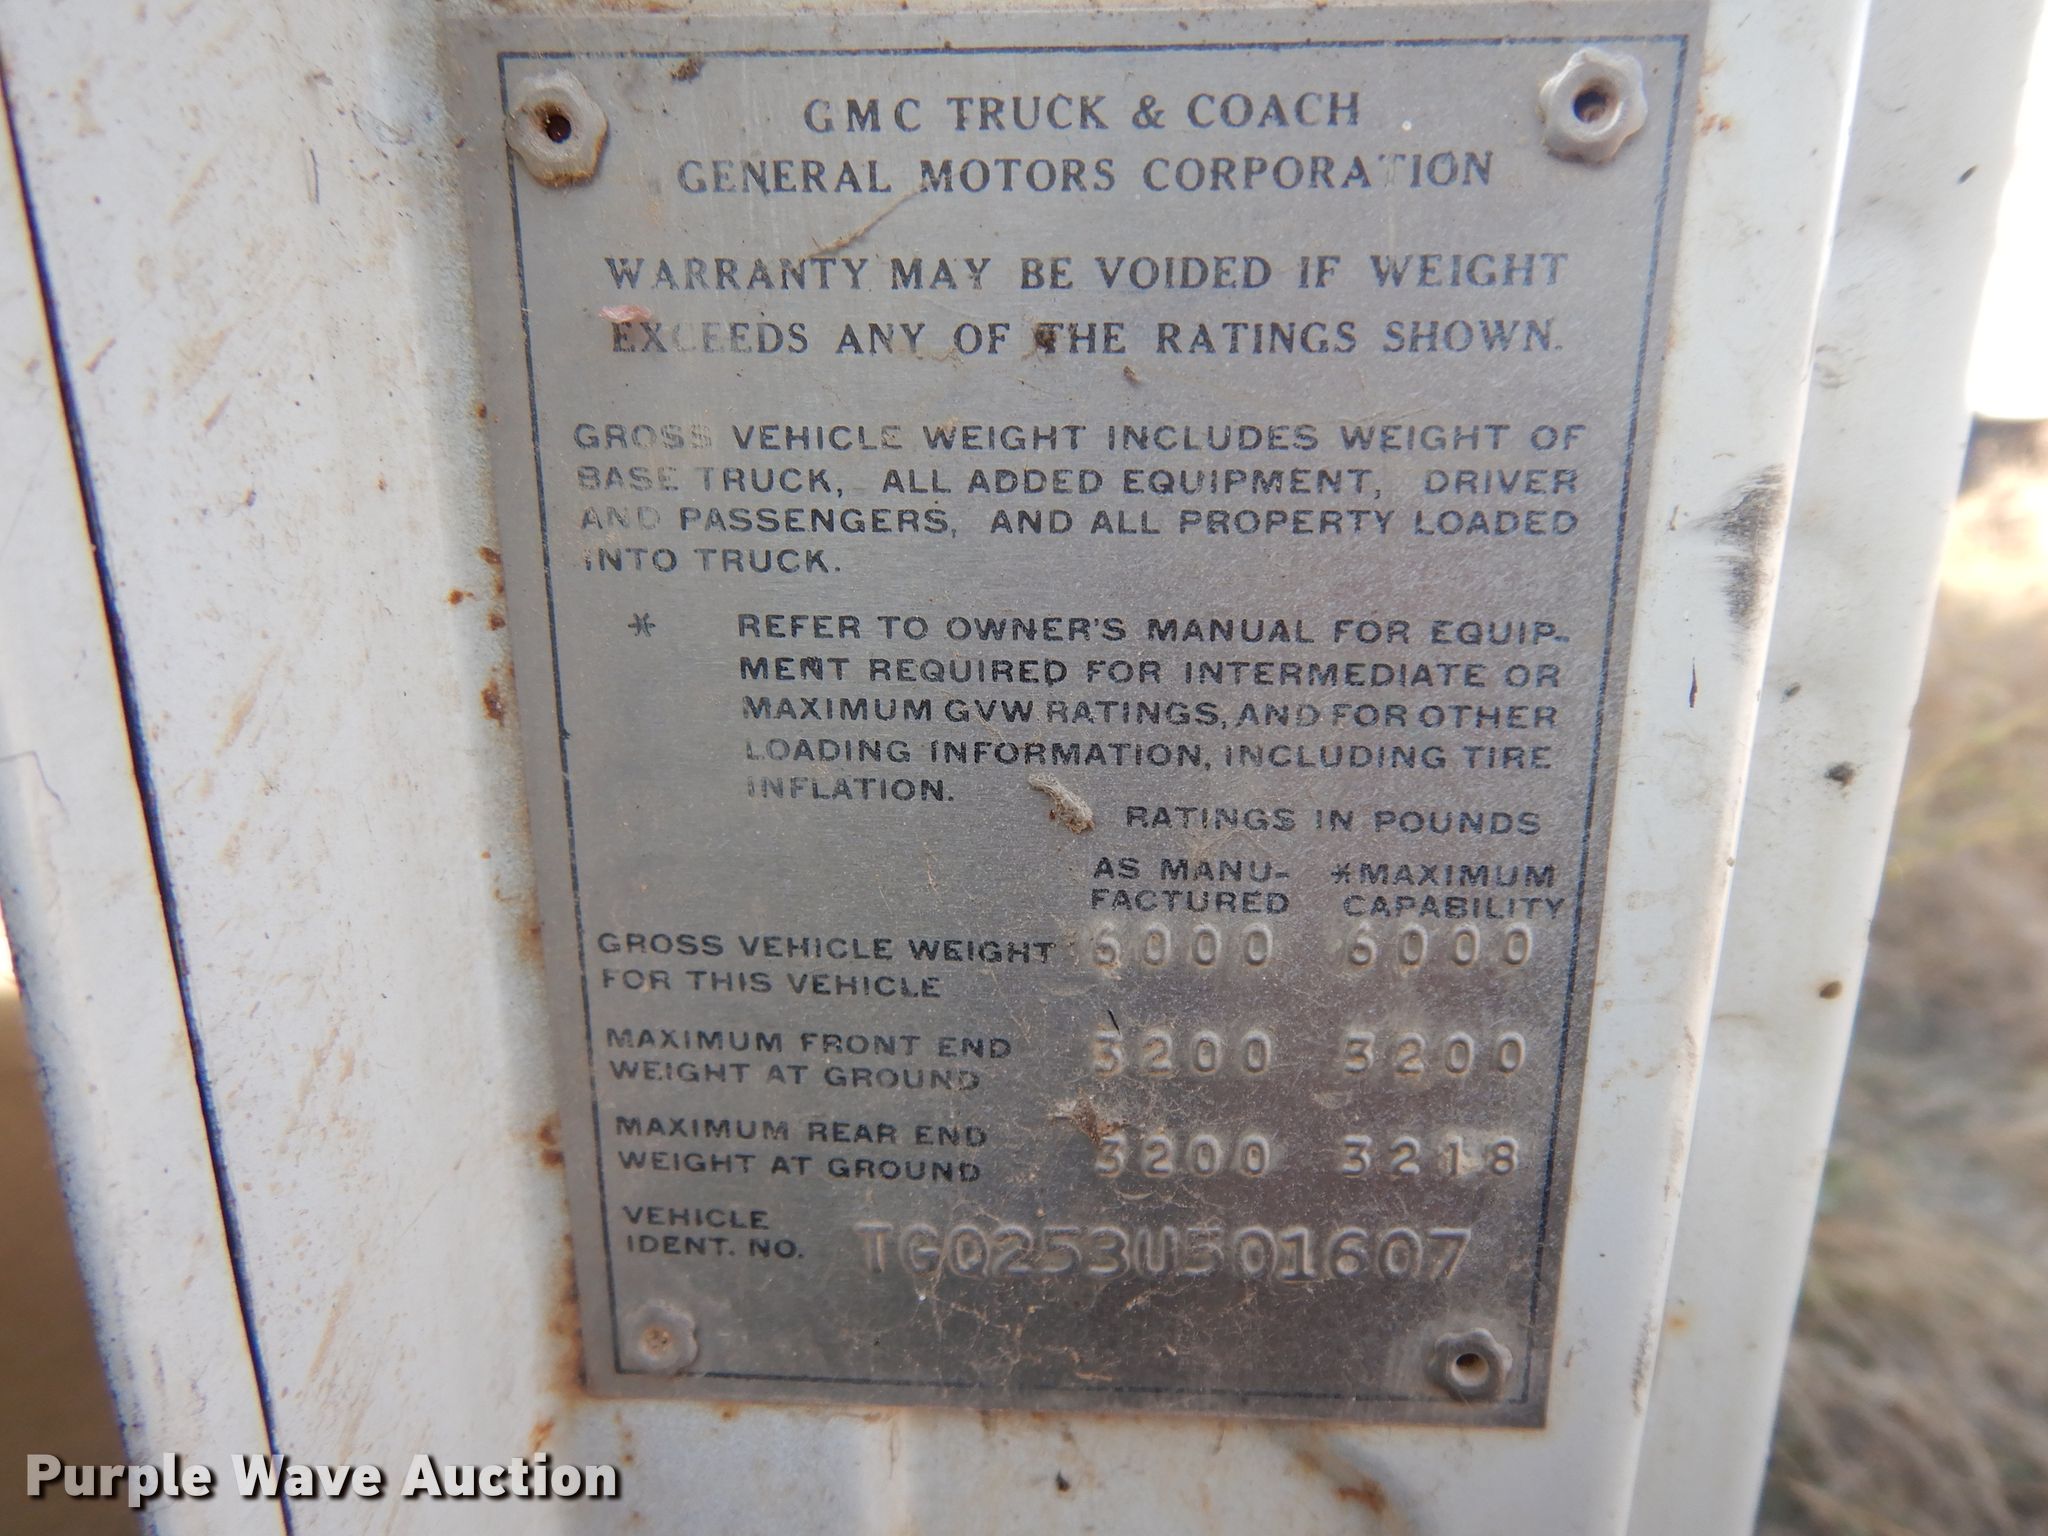 GMC TRUCK & COACH
GENERAL MOTORS CORPORATION
WARRANTY MAY BE VOIDED IF WEIGHT
EXCEEDS ANY OF THE RATINGS SHOWN.
GROSS VEHICLE WEIGHT INCLUDES WEIGHT OF
BASE TRUCK, ALL ADDED EQUIPMENT, DRIVER
AND PASSENGERS, AND ALL PROPERTY LOADED
INTO TRUCK.
* REFER TO OWNER'S MANUAL FOR EQUIP-
MENT REQUIRED FOR INTERMEDIATE OR
MAXIMUM GVW RATINGS, AND FOR OTHER
LOADING INFORMATION, INCLUDING TIRE
INFLATION.
RATINGS IN POUNDS
AS MANU- *MAXIMUM
FACTURED CAPABILITY
GROSS VEHICLE WEIGHT 6000 6000
FOR THIS VEHICLE
MAXIMUM FRONT END 3200 3200
WEIGHT AT GROUND
MAXIMUM REAR END
WEIGHT AT GROUND 3200 3218
VEHICLE
IDENT. NO. TGQ253U501607
Purple Wave Auction